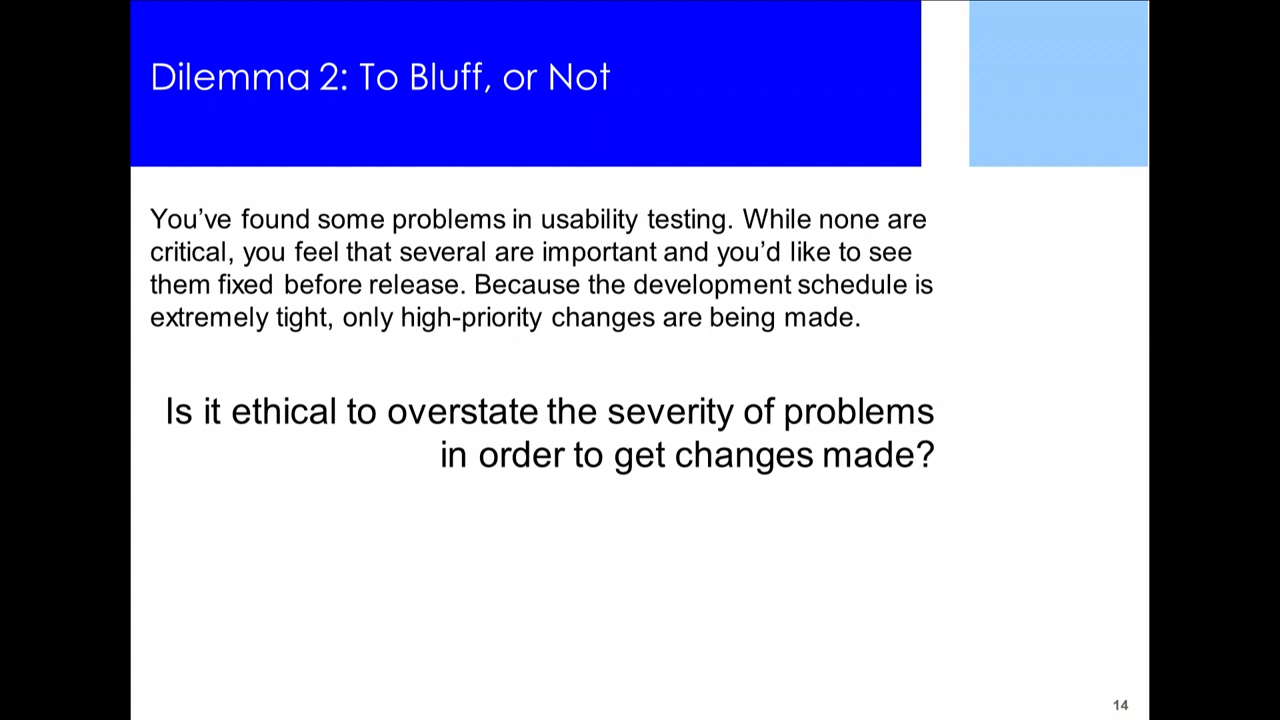 Dilemma 2: To Bluff, or Not
You’ve found some problems in usability testing. While none are
critical, you feel that several are important and you’d like to see
them fixed before release. Because the development schedule is
extremely tight, only high-priority changes are being made.
Is it ethical to overstate the severity of problems
in order to get changes made?
14